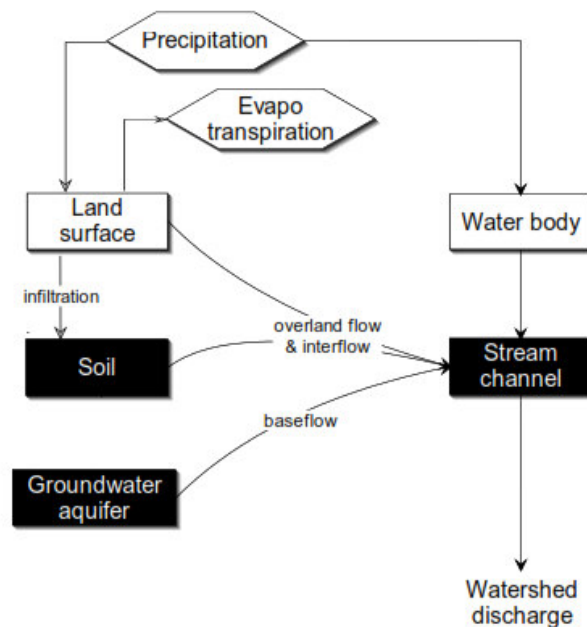 Precipitation
Evapo
transpiration
Land
surface
Water body
infiltration
overland flow
& interflow
Soil
Stream
channel
baseflow
Groundwater
aquifer
Watershed
discharge